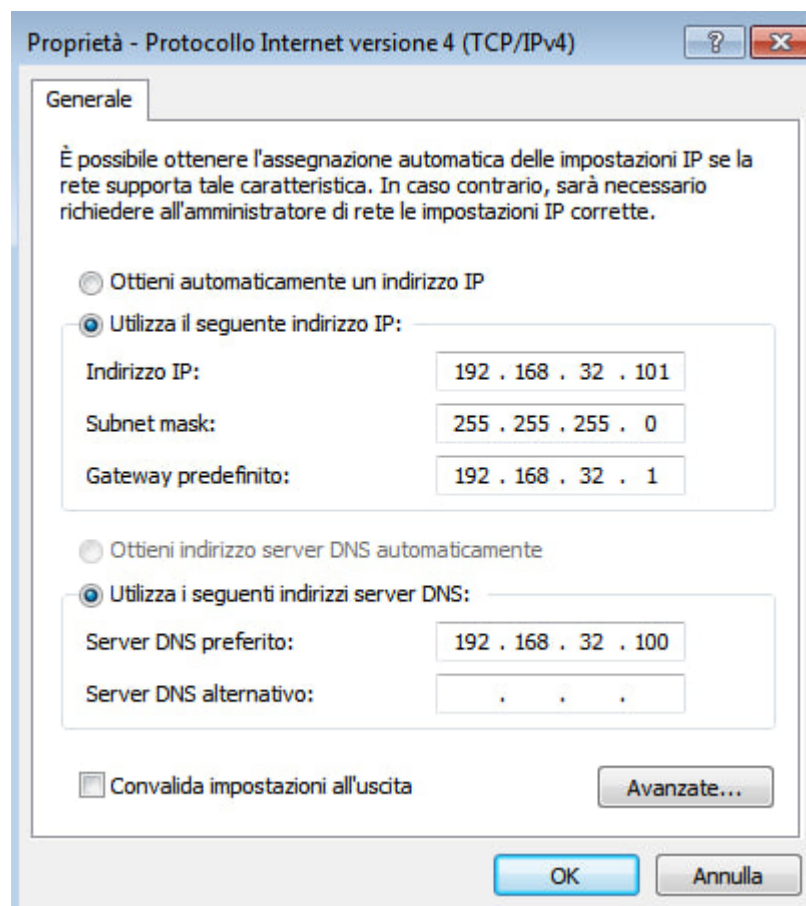 Proprietà - Protocollo Internet versione 4 (TCP/IPv4)
Generale
È possibile ottenere l'assegnazione automatica delle impostazioni IP se la
rete supporta tale caratteristica. In caso contrario, sarà necessario
richiedere all'amministratore di rete le impostazioni IP corrette.
Ottieni automaticamente un indirizzo IP
Utilizza il seguente indirizzo IP:
Indirizzo IP: 192 . 168 . 32 . 101
Subnet mask: 255 . 255 . 255 . 0
Gateway predefinito: 192 . 168 . 32 . 1
Ottieni indirizzo server DNS automaticamente
Utilizza i seguenti indirizzi server DNS:
Server DNS preferito: 192 . 168 . 32 . 100
Server DNS alternativo: . . .
Convalida impostazioni all'uscita Avanzate...
OK Annulla